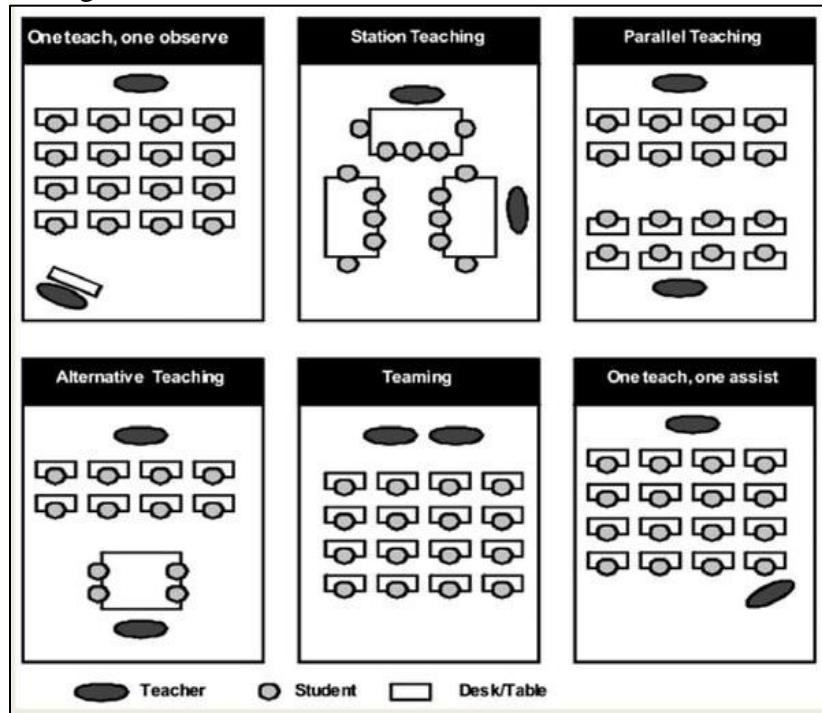 One teach, one observe
Station Teaching
Parallel Teaching
Alternative Teaching
Teaming
One teach, one assist
Teacher
Student
Desk/Table